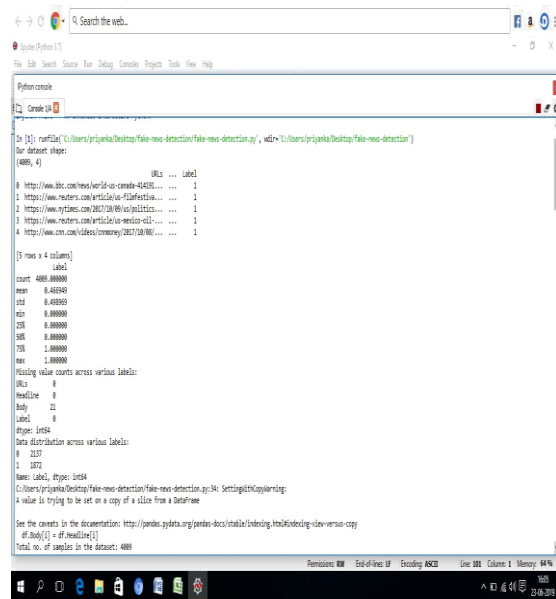 Search the web...
Spyder (Python 3.7)
File Edit Search Source Run Debug Consoles Projects Tools View Help
IPython console
Console 1/A
In [1]: runfile('C:/Users/priyanka/Desktop/fake-news-detection/fake-news-detection.py', wdir='C:/Users/priyanka/Desktop/fake-news-detection')
Our dataset shape:
(4009, 4)
URLs ... Label
0 http://www.bbc.com/news/world-us-canada-414191... ... 1
1 https://www.reuters.com/article/us-filmfestiva... ... 1
2 https://www.nytimes.com/2017/10/09/us/politics... ... 1
3 https://www.reuters.com/article/us-mexico-oil-... ... 1
4 http://www.cnn.com/videos/cnnmoney/2017/10/08/... ... 1
[5 rows x 4 columns]
Label
count 4009.000000
mean 0.466949
std 0.498969
min 0.000000
25% 0.000000
50% 0.000000
75% 1.000000
max 1.000000
Missing value counts across various labels:
URLs 0
Headline 0
Body 21
Label 0
dtype: int64
Data distribution across various labels:
0 2137
1 1872
Name: Label, dtype: int64
C:/Users/priyanka/Desktop/fake-news-detection/fake-news-detection.py:34: SettingWithCopyWarning:
A value is trying to be set on a copy of a slice from a DataFrame
See the caveats in the documentation: http://pandas.pydata.org/pandas-docs/stable/indexing.html#indexing-view-versus-copy
df.Body[i] = df.Headline[i]
Total no. of samples in the dataset: 4009
Permissions: RW End-of-lines: LF Encoding: ASCII Line: 101 Column: 1 Memory: 64 %
16:05
23-06-2019